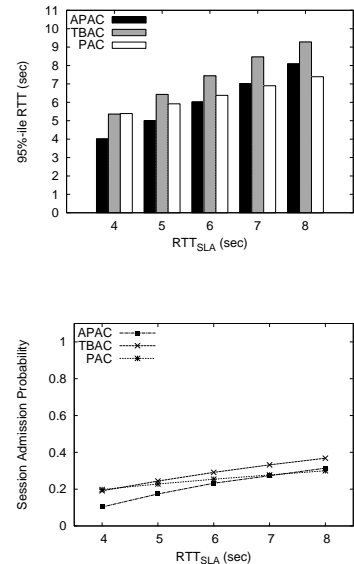 11
10
9
8
7
6
5
4
3
2
1
0
95%-ile RTT (sec)
APAC
TBAC
PAC
4 5 6 7 8
RTTSLA (sec)
1
0.8
0.6
0.4
0.2
0
Session Admission Probability
APAC
TBAC
PAC
4 5 6 7 8
RTTSLA (sec)